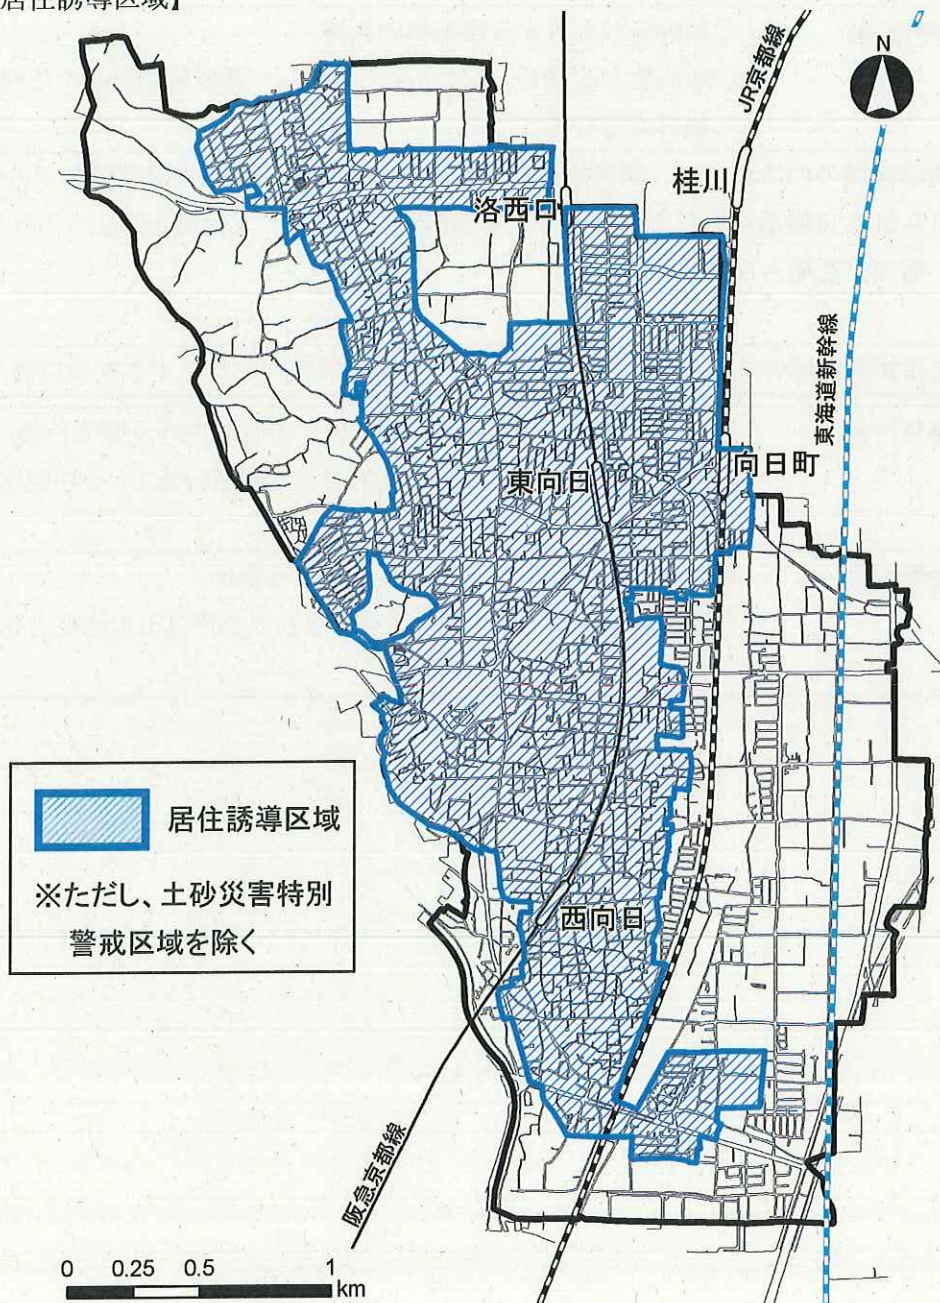 居住誘導区域】
JR京都線
N
桂川
洛西口
東海道新幹線
東向日
向日町
居住誘導区域
※ただし、土砂災害特別
警戒区域を除く
西向日
阪急京都線
0 0.25 0.5 1
km